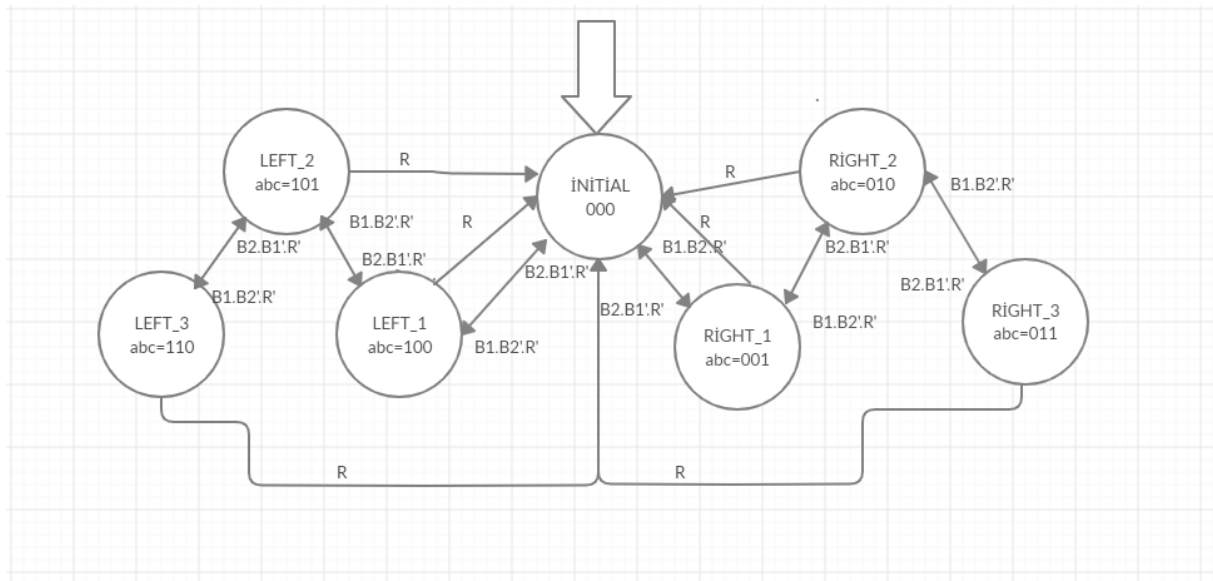 LEFT_2
abc=101
R
İNİTİAL
000
R
RİGHT_2
abc=010
B1.B2'.R'
B2.B1'.R'
B1.B2'.R'
R
B2.B1'.R'
B2.B1'.R'
B1.B2'.R'
R
B1.B2'.R'
B2.B1'.R'
B2.B1'.R'
B1.B2'.R'
B2.B1'.R'
LEFT_3
abc=110
LEFT_1
abc=100
B1.B2'.R'
RİGHT_1
abc=001
B1.B2'.R'
RİGHT_3
abc=011
R
R